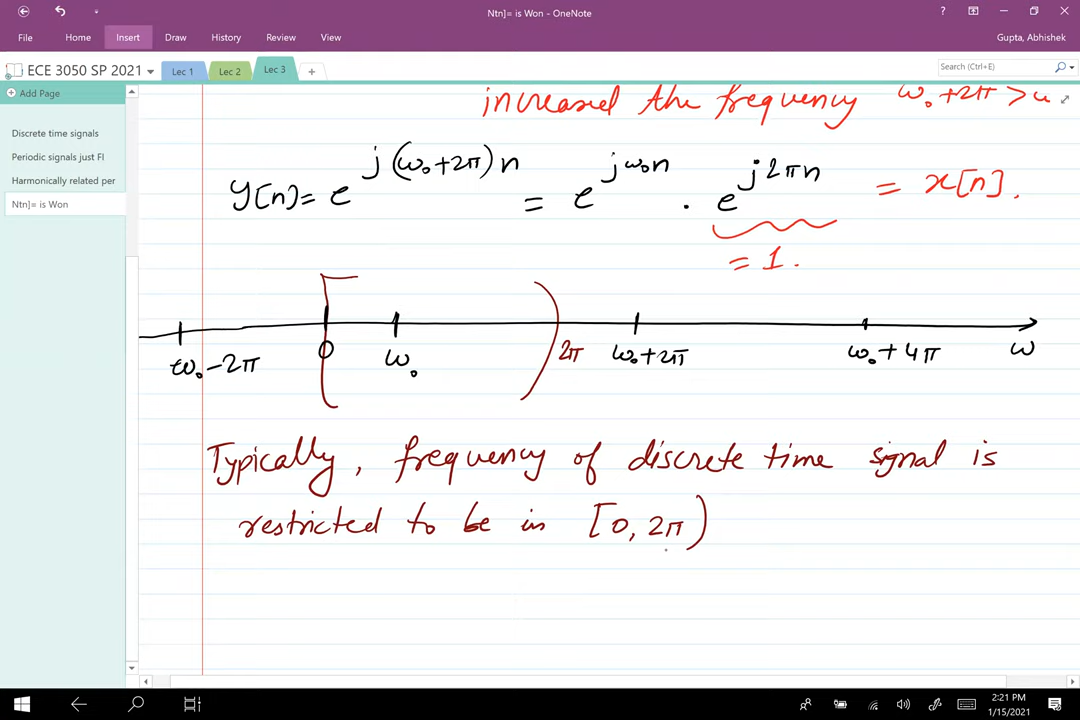 Ntn]= is Won - OneNote
File Home Insert Draw History Review View
Gupta, Abhishek
ECE 3050 SP 2021
Lec 1 Lec 2 Lec 3
Search (Ctrl+E)
Add Page
Discrete time signals
Periodic signals just FI
Harmonically related per
Ntn]= is Won
increased the frequency ω₀+2π >
y[n]= e^{j(ω₀+2π)n} = e^{jω₀n} · e^{j2πn} = x[n].
= 1.
ω₀-2π 0 ω₀ 2π ω₀+2π ω₀+4π ω
Typically, frequency of discrete time signal is
restricted to be in [0, 2π)
2:21 PM
1/15/2021